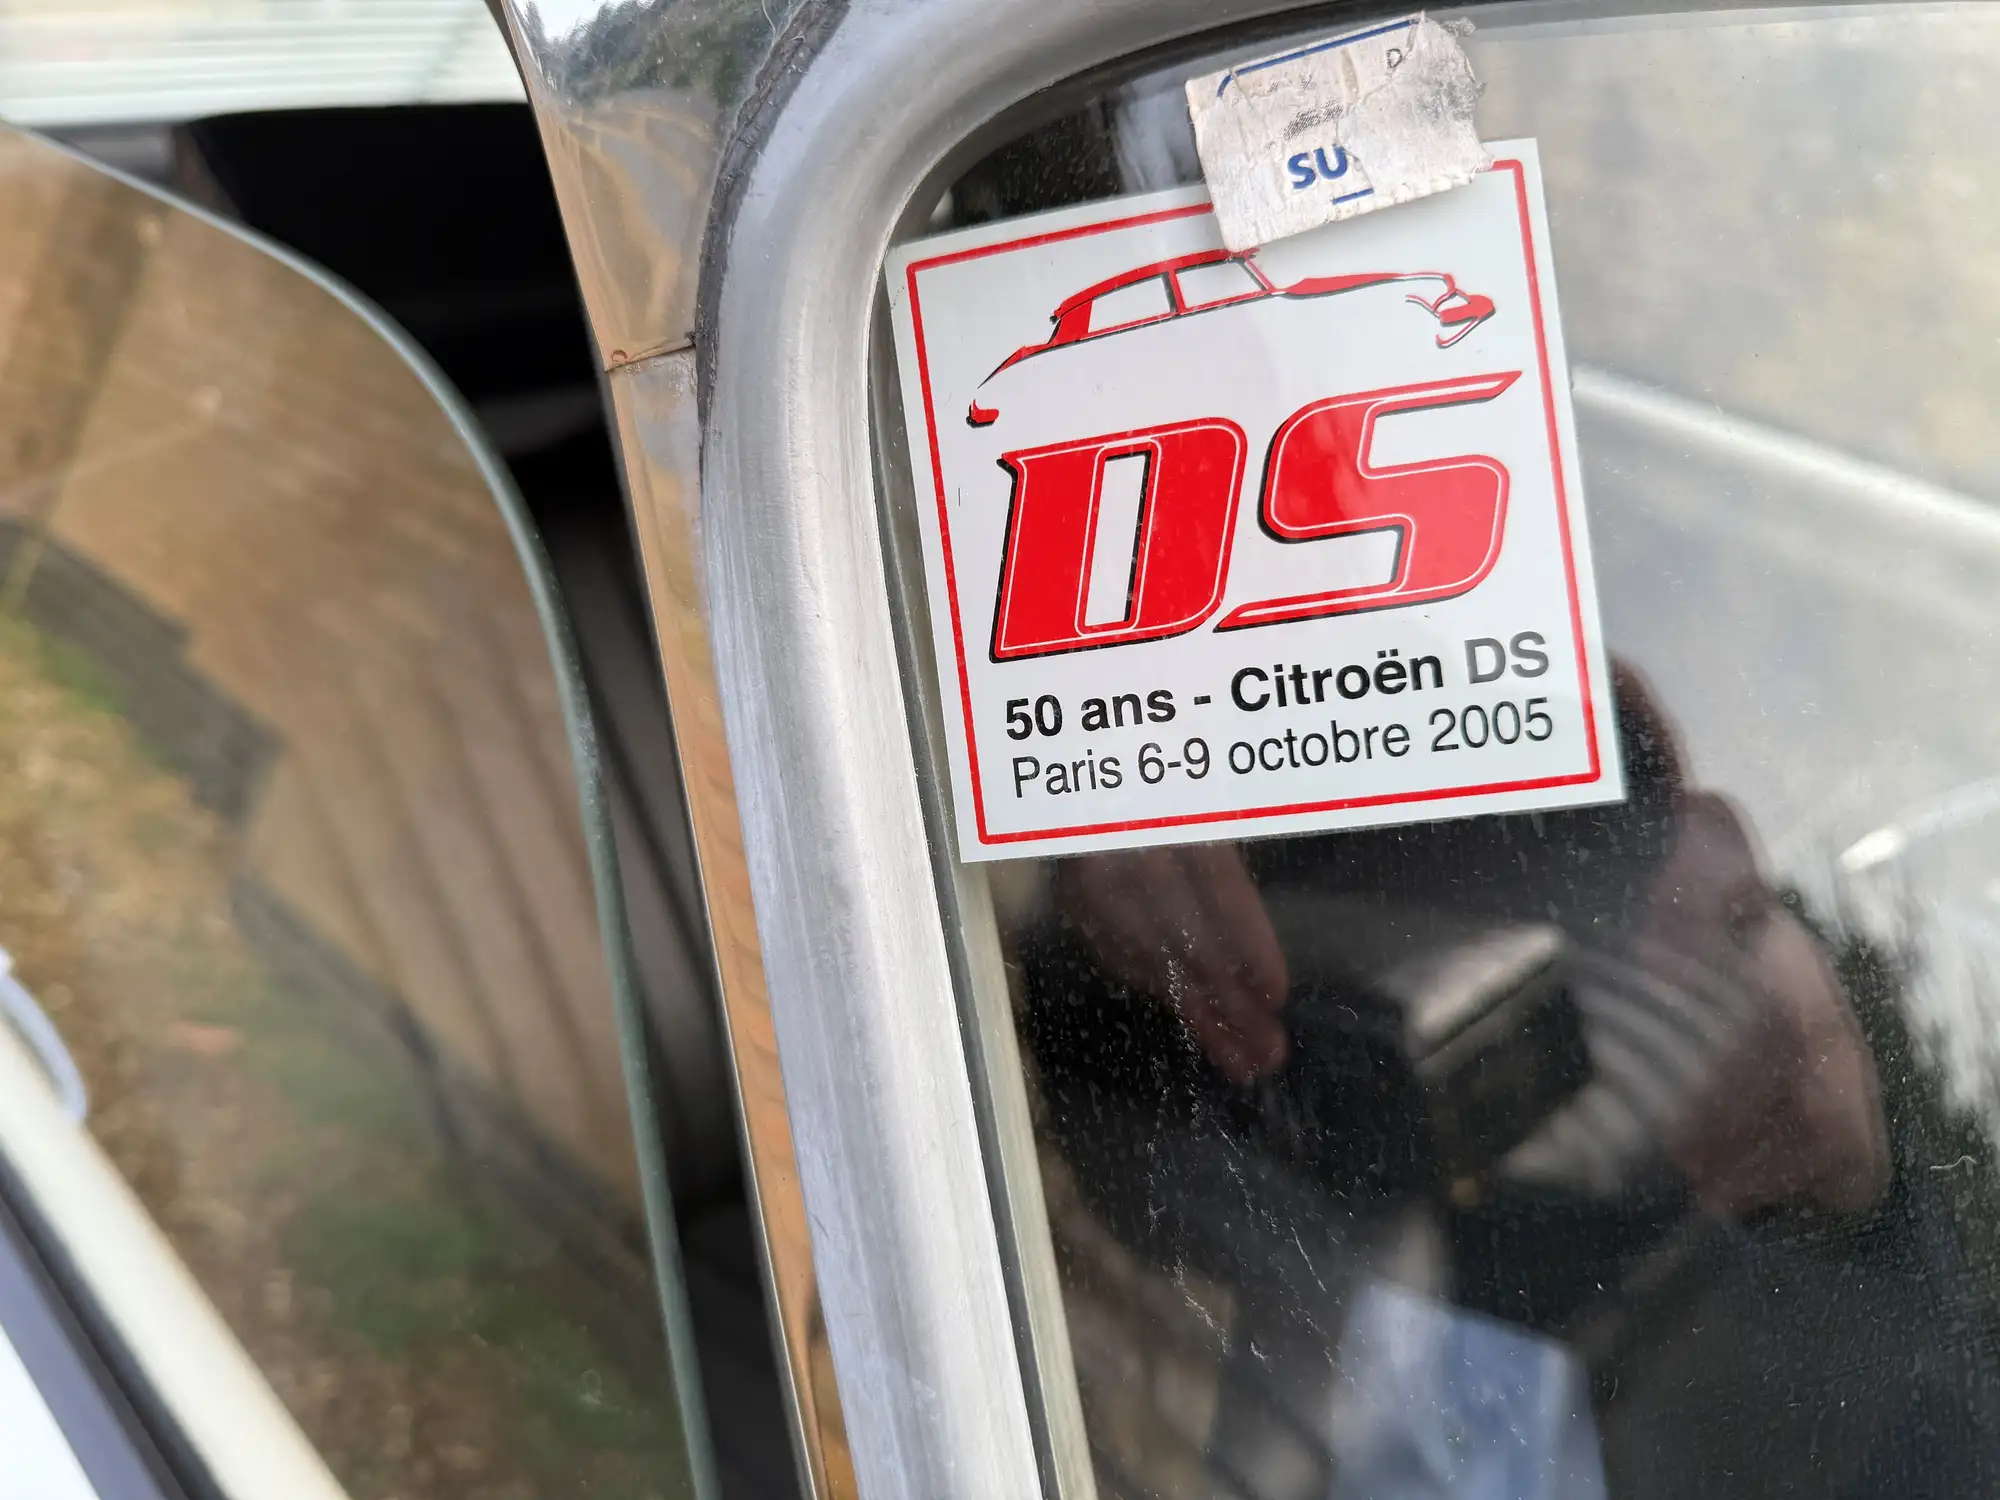 D
SU
DS
50 ans - Citroën DS
Paris 6-9 octobre 2005